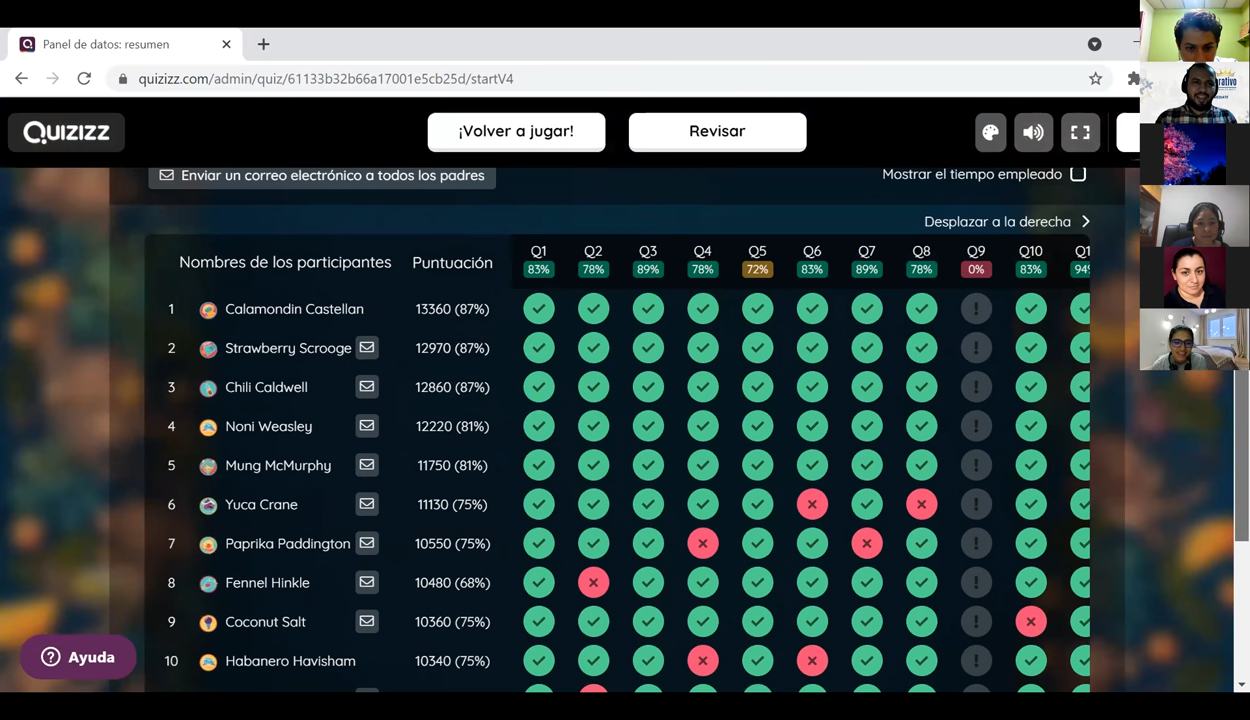 Panel de datos: resumen
quizizz.com/admin/quiz/61133b32b66a17001e5cb25d/startV4
QUIZIZZ
¡Volver a jugar!
Revisar
Enviar un correo electrónico a todos los padres
Mostrar el tiempo empleado
Desplazar a la derecha
Nombres de los participantes Puntuación Q1 Q2 Q3 Q4 Q5 Q6 Q7 Q8 Q9 Q10 Q1
83% 78% 89% 78% 72% 83% 89% 78% 0% 83% 94%
1 Calamondin Castellan 13360 (87%)
2 Strawberry Scrooge 12970 (87%)
3 Chili Caldwell 12860 (87%)
4 Noni Weasley 12220 (81%)
5 Mung McMurphy 11750 (81%)
6 Yuca Crane 11130 (75%)
7 Paprika Paddington 10550 (75%)
8 Fennel Hinkle 10480 (68%)
9 Coconut Salt 10360 (75%)
10 Habanero Havisham 10340 (75%)
Ayuda